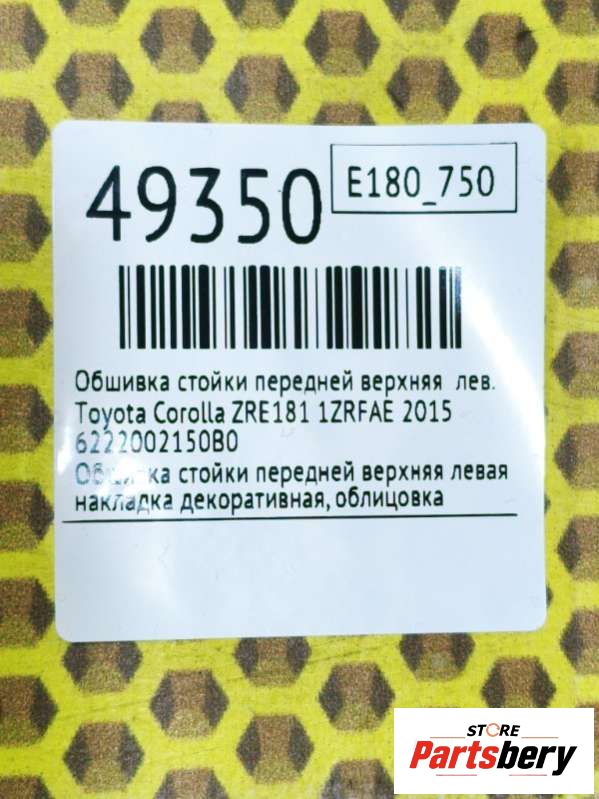 49350
E180_750
Обшивка стойки передней верхняя лев.
Toyota Corolla ZRE181 1ZRFAE 2015
6222002150B0
Обшивка стойки передней верхняя левая
накладка декоративная, облицовка
STORE
Partsbery